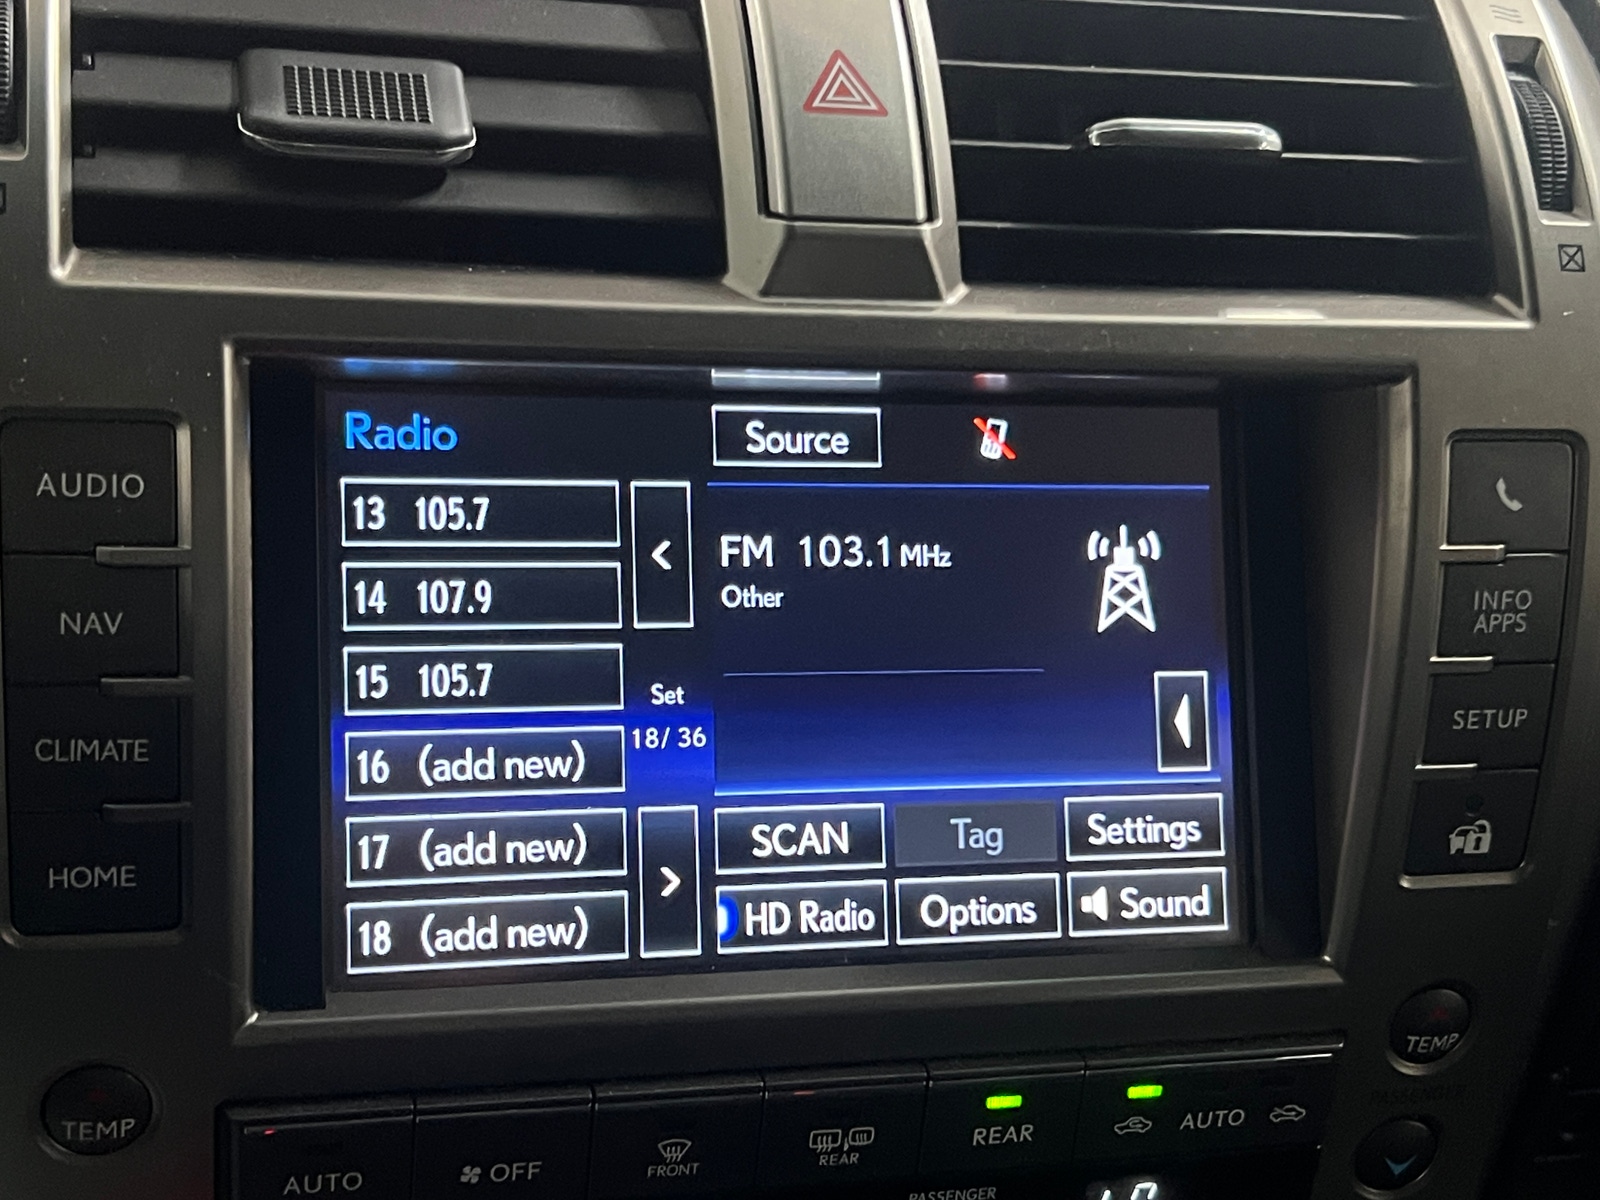 Radio
Source
13 105.7
14 107.9
15 105.7
16 (add new)
17 (add new)
18 (add new)
<
Set
18/ 36
>
FM 103.1 MHz
Other
SCAN
Tag
Settings
HD Radio
Options
Sound
AUDIO
NAV
CLIMATE
HOME
INFO
APPS
SETUP
TEMP
TEMP
PASSENGER
AUTO
OFF
FRONT
REAR
REAR
AUTO
PASSENGER